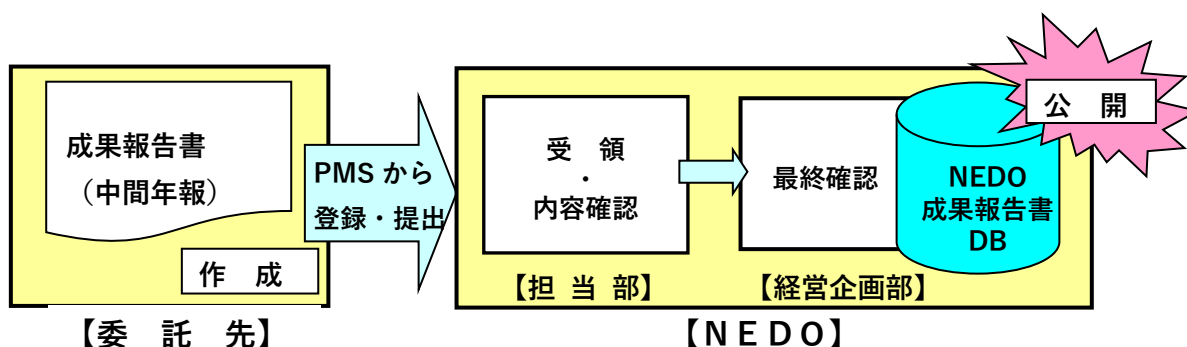 成果報告書
（中間年報）
作　成
【委　託　先】
PMS から
登録・提出
受　領
・
内容確認
【担 当 部】
最終確認
【経営企画部】
NEDO
成果報告書
DB
公　開
【ＮＥＤＯ】